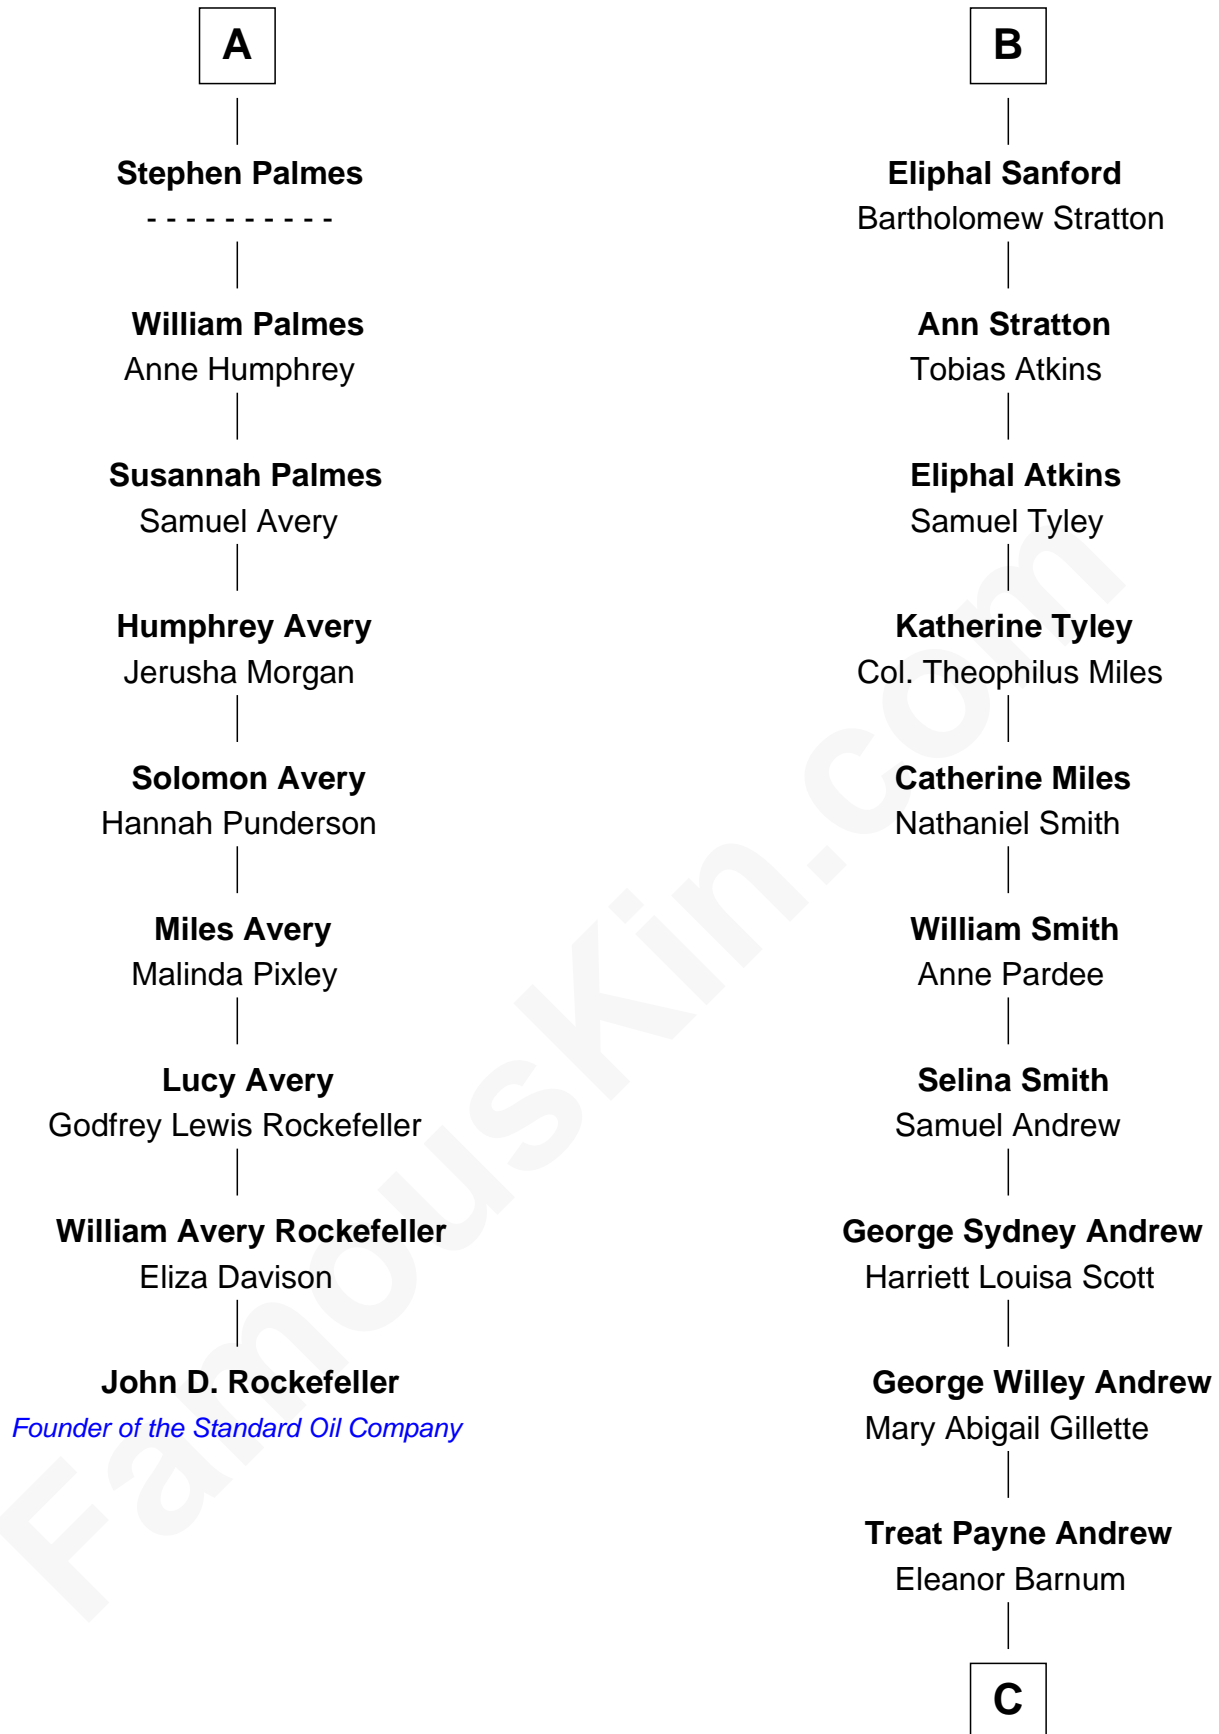 A
Stephen Palmes
- - - - - - - - - -
William Palmes
Anne Humphrey
Susannah Palmes
Samuel Avery
Humphrey Avery
Jerusha Morgan
Solomon Avery
Hannah Punderson
Miles Avery
Malinda Pixley
Lucy Avery
Godfrey Lewis Rockefeller
William Avery Rockefeller
Eliza Davison
John D. Rockefeller
Founder of the Standard Oil Company
B
Eliphal Sanford
Bartholomew Stratton
Ann Stratton
Tobias Atkins
Eliphal Atkins
Samuel Tyley
Katherine Tyley
Col. Theophilus Miles
Catherine Miles
Nathaniel Smith
William Smith
Anne Pardee
Selina Smith
Samuel Andrew
George Sydney Andrew
Harriett Louisa Scott
George Willey Andrew
Mary Abigail Gillette
Treat Payne Andrew
Eleanor Barnum
C
FamousKin.com